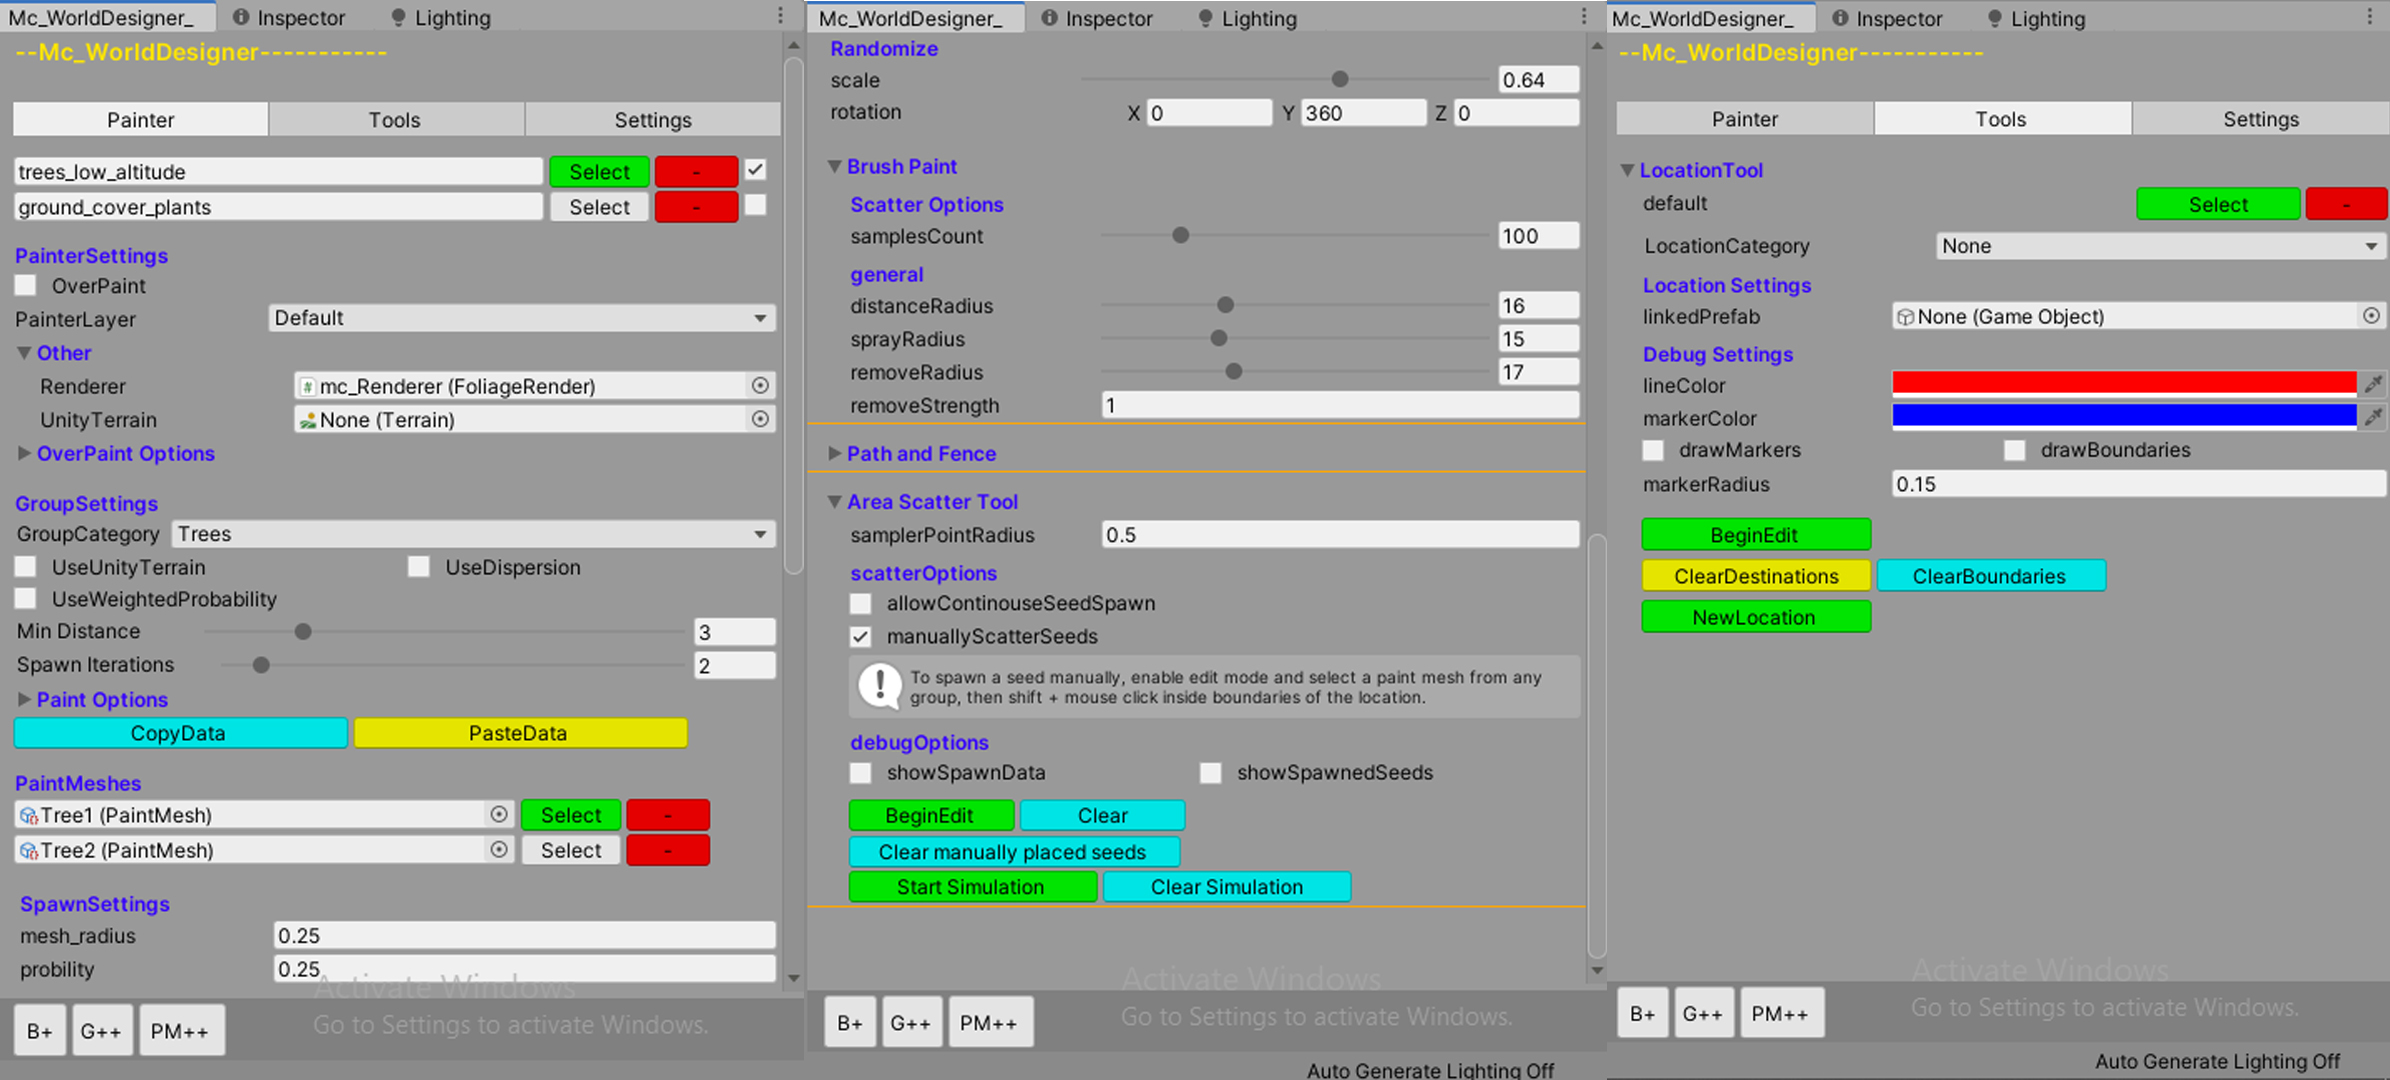 Mc_WorldDesigner_ Inspector Lighting
--Mc_WorldDesigner-----------
Painter Tools Settings
trees_low_altitude Select -
ground_cover_plants Select -
PainterSettings
OverPaint
PainterLayer Default
Other
Renderer # mc_Renderer (FoliageRender)
UnityTerrain None (Terrain)
OverPaint Options
GroupSettings
GroupCategory Trees
UseUnityTerrain UseDispersion
UseWeightedProbability
Min Distance 3
Spawn Iterations 2
Paint Options
CopyData PasteData
PaintMeshes
Tree1 (PaintMesh) Select -
Tree2 (PaintMesh) Select -
SpawnSettings
mesh_radius 0.25
probility 0.25
Activate Windows
Go to Settings to activate Windows.
B+ G++ PM++
Mc_WorldDesigner_ Inspector Lighting
Randomize
scale 0.64
rotation X 0 Y 360 Z 0
Brush Paint
Scatter Options
samplesCount 100
general
distanceRadius 16
sprayRadius 15
removeRadius 17
removeStrength 1
Path and Fence
Area Scatter Tool
samplerPointRadius 0.5
scatterOptions
allowContinouseSeedSpawn
manuallyScatterSeeds
To spawn a seed manually, enable edit mode and select a paint mesh from any
group, then shift + mouse click inside boundaries of the location.
debugOptions
showSpawnData showSpawnedSeeds
BeginEdit Clear
Clear manually placed seeds
Start Simulation Clear Simulation
Activate Windows
Go to Settings to activate Windows.
B+ G++ PM++
Auto Generate Lighting Off
Mc_WorldDesigner_ Inspector Lighting
--Mc_WorldDesigner-----------
Painter Tools Settings
LocationTool
default Select -
LocationCategory None
Location Settings
linkedPrefab None (Game Object)
Debug Settings
lineColor
markerColor
drawMarkers drawBoundaries
markerRadius 0.15
BeginEdit
ClearDestinations ClearBoundaries
NewLocation
Activate Windows
Go to Settings to activate Windows.
B+ G++ PM++
Auto Generate Lighting Off